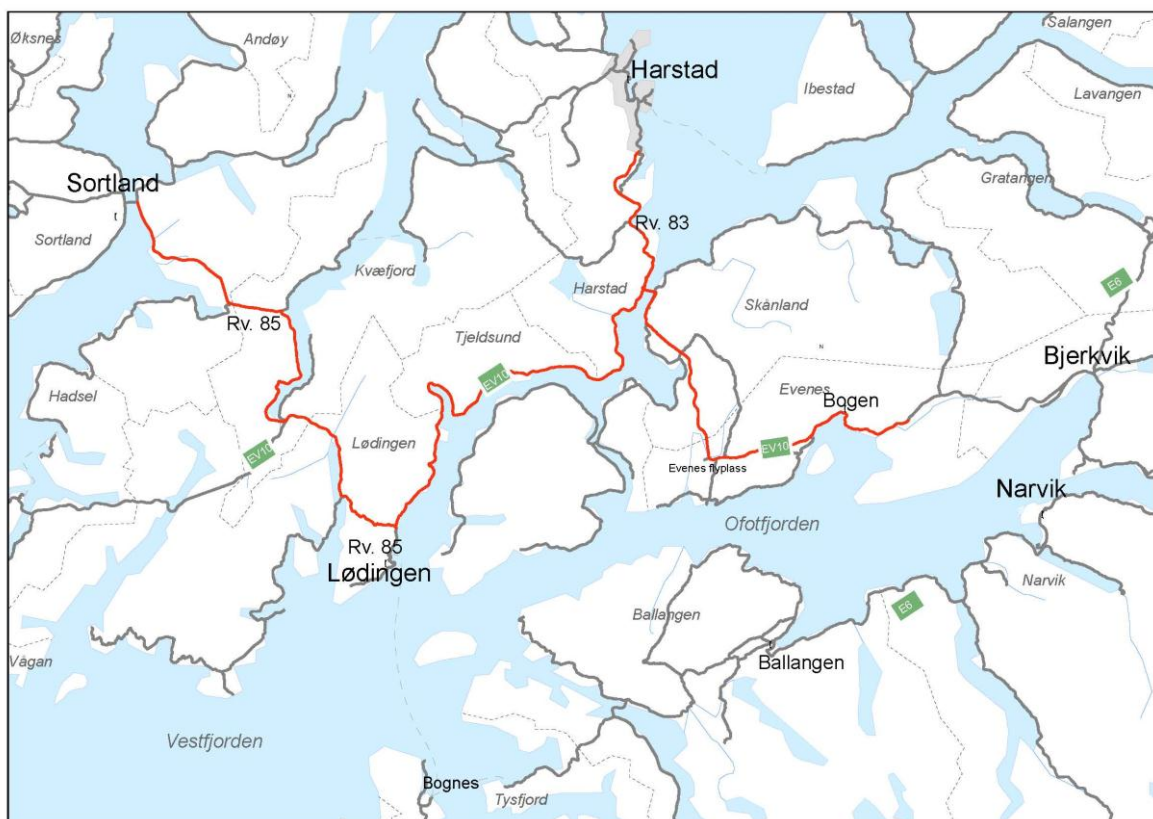 Øksnes
Andøy
Salangen
Harstad
Ibestad
Lavangen
Sortland
Gratangen
Rv. 83
Sortland
Kvæfjord
Harstad
Skånland
E6
Rv. 85
Tjeldsund
Bjerkvik
EV10
Hadsel
Evenes
Bogen
Lødingen
EV10
EV10
Evenes flyplass
Narvik
Ofotfjorden
Rv. 85
Lødingen
Narvik
Ballangen
E6
Vågan
Ballangen
Vestfjorden
Bognes
Tysfjord